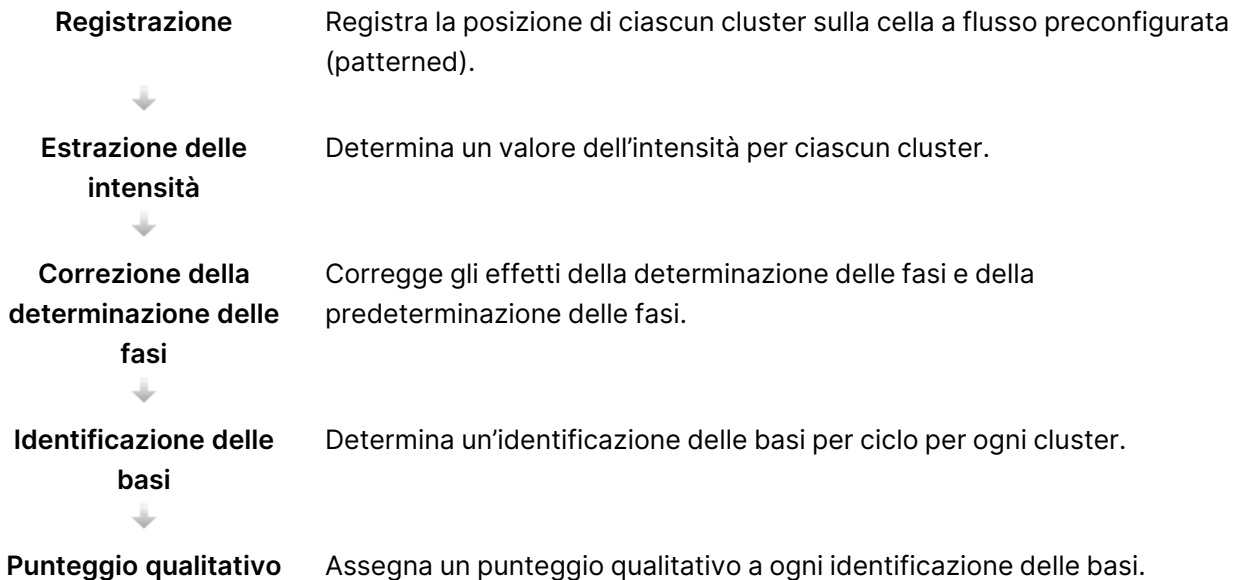 Registrazione
Registra la posizione di ciascun cluster sulla cella a flusso preconfigurata
(patterned).
Estrazione delle
intensità
Determina un valore dell’intensità per ciascun cluster.
Correzione della
determinazione delle
fasi
Corregge gli effetti della determinazione delle fasi e della
predeterminazione delle fasi.
Identificazione delle
basi
Determina un’identificazione delle basi per ciclo per ogni cluster.
Punteggio qualitativo
Assegna un punteggio qualitativo a ogni identificazione delle basi.